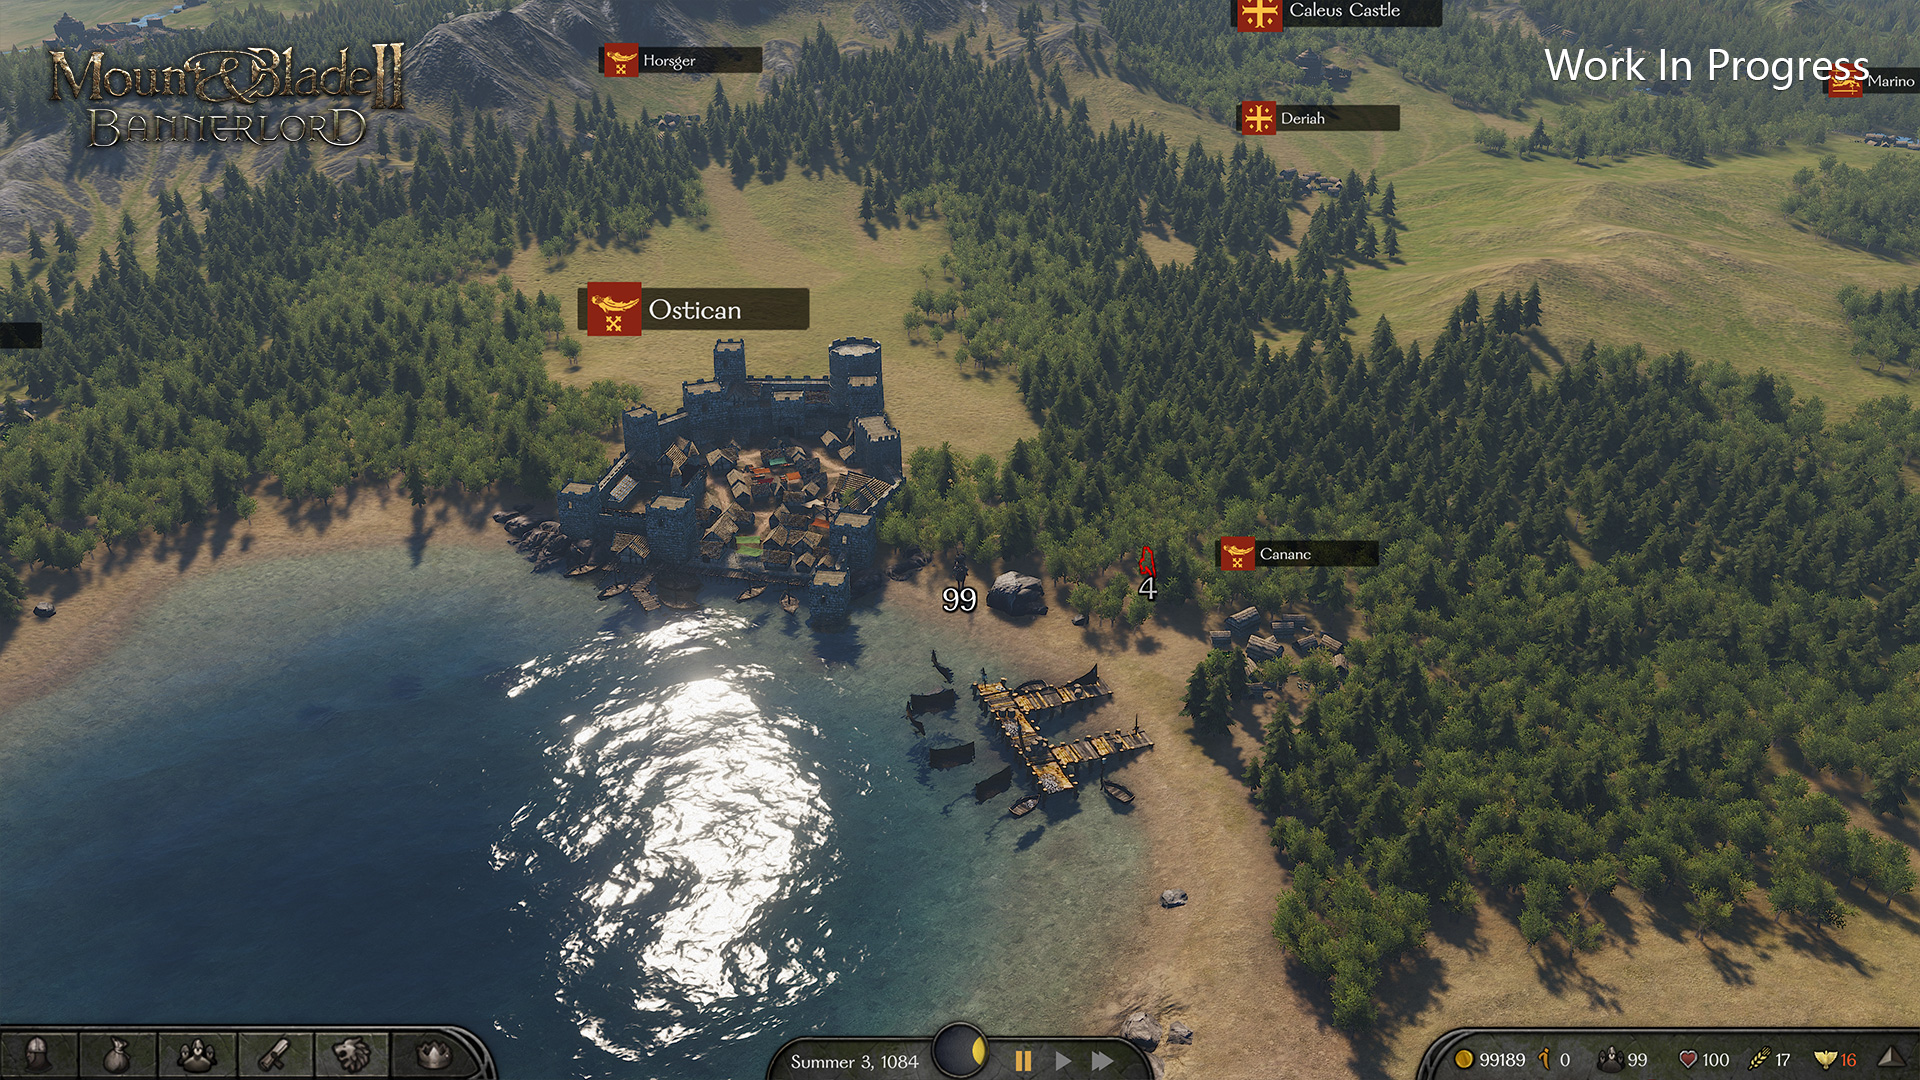 Caleus Castle
Mount & Blade II
BANNERLORD
Horsger
Work In Progress
Marino
Deriah
Ostican
Cananc
99
4
Summer 3, 1084
99189 0 99 100 17 16